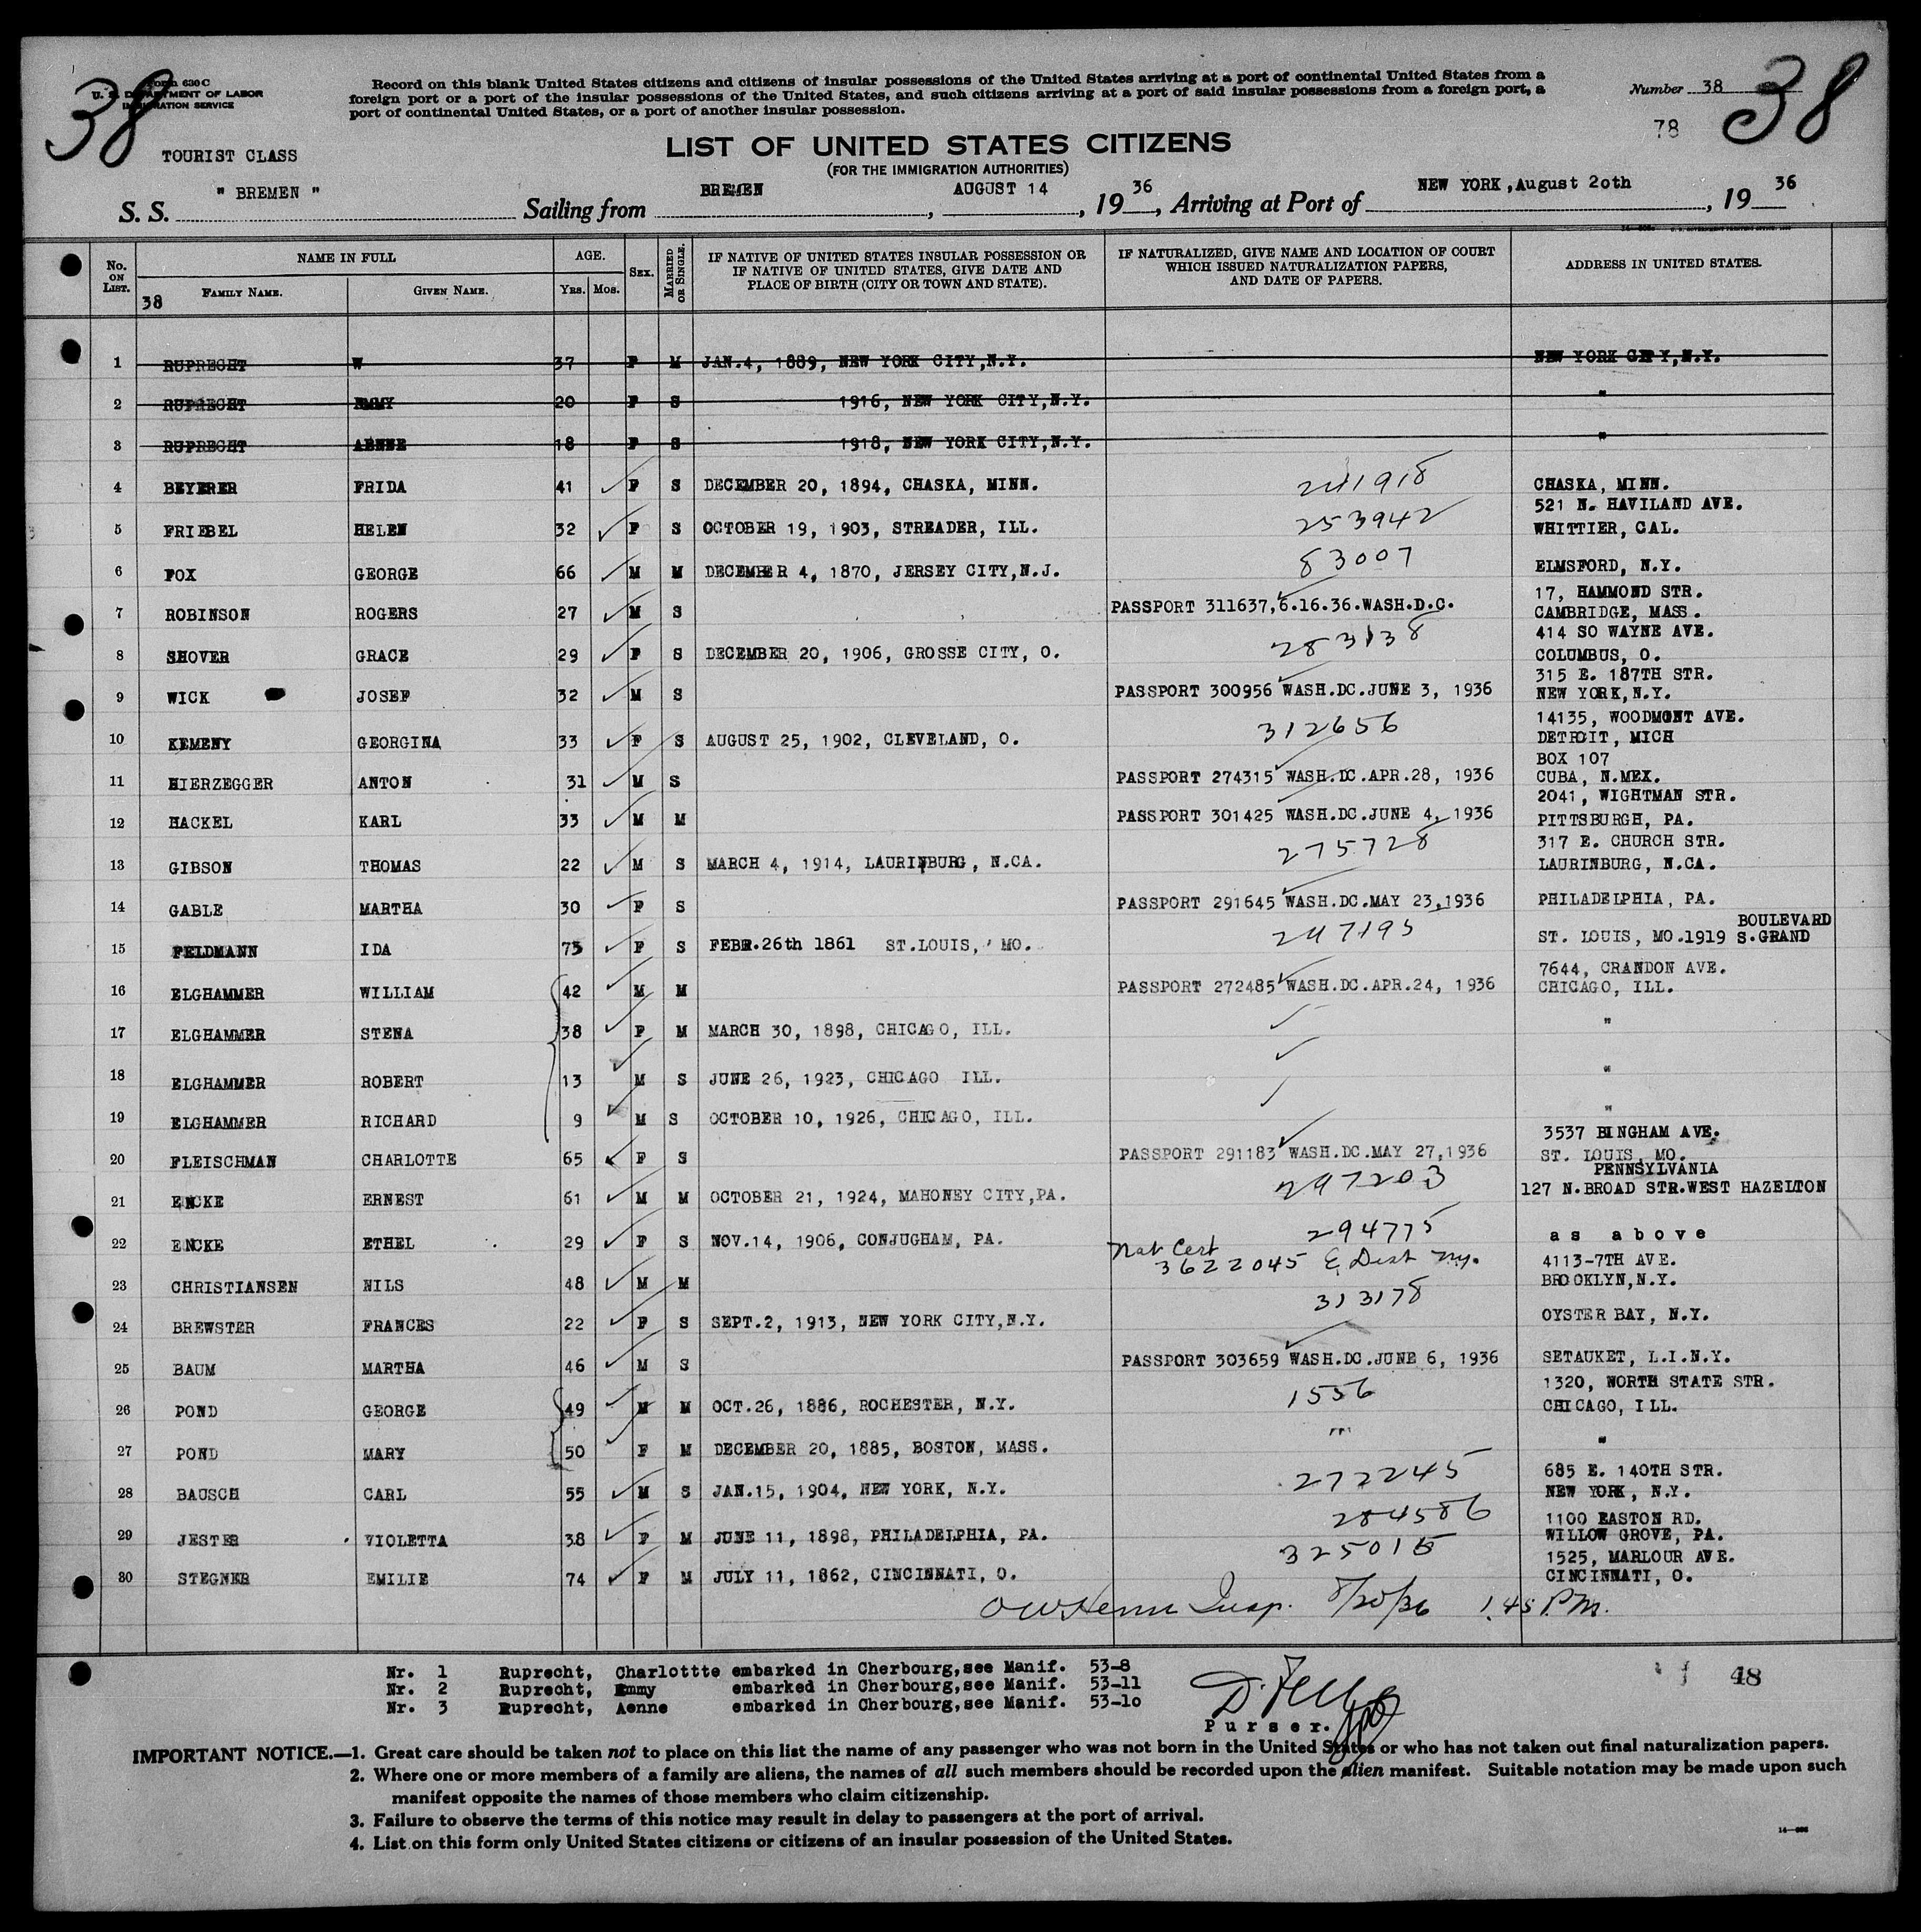 38
Form 630 C
U. S. DEPARTMENT OF LABOR
IMMIGRATION SERVICE
Record on this blank United States citizens and citizens of insular possessions of the United States arriving at a port of continental United States from a
foreign port or a port of the insular possessions of the United States, and such citizens arriving at a port of said insular possessions from a foreign port, a
port of continental United States, or a port of another insular possession.
Number 38
38
78
TOURIST CLASS
LIST OF UNITED STATES CITIZENS
(FOR THE IMMIGRATION AUTHORITIES)
S. S. " BREMEN " Sailing from BREMEN, AUGUST 14, 1936, Arriving at Port of NEW YORK, August 2oth, 1936
No. ON LIST. NAME IN FULL AGE. SEX. MARRIED OR SINGLE. IF NATIVE OF UNITED STATES INSULAR POSSESSION OR IF NATIVE OF UNITED STATES, GIVE DATE AND PLACE OF BIRTH (CITY OR TOWN AND STATE). IF NATURALIZED, GIVE NAME AND LOCATION OF COURT WHICH ISSUED NATURALIZATION PAPERS, AND DATE OF PAPERS. ADDRESS IN UNITED STATES.
38 FAMILY NAME. GIVEN NAME. YRS. MOS.
1 RUPRECHT W 37 F M JAN.4, 1889, NEW YORK CITY,N.Y. NEW YORK CITY,N.Y.
2 RUPRECHT EMMY 20 F S 1916, NEW YORK CITY,N.Y. "
3 RUPRECHT AENNE 18 F S 1918, NEW YORK CITY,N.Y. "
4 BEYERER FRIDA 41 F S DECEMBER 20, 1894, CHASKA, MINN. 241918 CHASKA, MINN.
521 N. HAVILAND AVE.
5 FRIEBEL HELEN 32 F S OCTOBER 19, 1903, STREADER, ILL. 253942 WHITTIER, CAL.
6 FOX GEORGE 66 M M DECEMBER 4, 1870, JERSEY CITY,N.J. 83007 ELMSFORD, N.Y.
17, HAMMOND STR.
7 ROBINSON ROGERS 27 M S PASSPORT 311637,6.16.36.WASH.D.C. CAMBRIDGE, MASS.
414 SO WAYNE AVE.
8 SHOVER GRACE 29 F S DECEMBER 20, 1906, GROSSE CITY, O. 283138 COLUMBUS, O.
315 E. 187TH STR.
9 WICK JOSEF 32 M S PASSPORT 300956 WASH.DC.JUNE 3, 1936 NEW YORK,N.Y.
14135, WOODMONT AVE.
10 KEMENY GEORGINA 33 F S AUGUST 25, 1902, CLEVELAND, O. 312656 DETROIT, MICH
BOX 107
11 HIERZEGGER ANTON 31 M S PASSPORT 274315 WASH.DC.APR.28, 1936 CUBA, N.MEX.
2041, WIGHTMAN STR.
12 HACKEL KARL 33 M M PASSPORT 301425 WASH.DC.JUNE 4, 1936 PITTSBURGH, PA.
317 E. CHURCH STR.
13 GIBSON THOMAS 22 M S MARCH 4, 1914, LAURINBURG, N.CA. 275728 LAURINBURG, N.CA.
14 GABLE MARTHA 30 F S PASSPORT 291645 WASH.DC.MAY 23,1936 PHILADELPHIA, PA.
BOULEVARD
15 FELDMANN IDA 75 F S FEBR.26th 1861 ST.LOUIS, MO. 247195 ST. LOUIS, MO.1919 S.GRAND
7644, CRANDON AVE.
16 ELGHAMMER WILLIAM 42 M M PASSPORT 272485 WASH.DC.APR.24, 1936 CHICAGO, ILL.
17 ELGHAMMER STENA 38 F M MARCH 30, 1898, CHICAGO, ILL. "
18 ELGHAMMER ROBERT 13 M S JUNE 26, 1923, CHICAGO ILL. "
19 ELGHAMMER RICHARD 9 M S OCTOBER 10, 1926, CHICAGO, ILL. "
3537 BINGHAM AVE.
20 FLEISCHMAN CHARLOTTE 65 F S PASSPORT 291183 WASH.DC.MAY 27,1936 ST. LOUIS, MO.
PENNSYLVANIA
21 ENCKE ERNEST 61 M M OCTOBER 21, 1924, MAHONEY CITY,PA. 297203 127 N.BROAD STR.WEST HAZELTON
22 ENCKE ETHEL 29 F S NOV.14, 1906, CONJUGHAM, PA. 294775 as above
Nat Cert 4113-7TH AVE.
23 CHRISTIANSEN NILS 48 M M 3622045 E. Dist NY. BROOKLYN,N.Y.
24 BREWSTER FRANCES 22 F S SEPT.2, 1913, NEW YORK CITY,N.Y. 313178 OYSTER BAY, N.Y.
25 BAUM MARTHA 46 M S PASSPORT 303659 WASH.DC.JUNE 6, 1936 SETAUKET, L.I.N.Y.
1320, NORTH STATE STR.
26 POND GEORGE 49 M M OCT.26, 1886, ROCHESTER, N.Y. 1556 CHICAGO, ILL.
27 POND MARY 50 F M DECEMBER 20, 1885, BOSTON, MASS. " "
685 E. 140TH STR.
28 BAUSCH CARL 55 M S JAN.15, 1904, NEW YORK, N.Y. 272245 NEW YORK, N.Y.
1100 EASTON RD.
29 JESTER VIOLETTA 38 F M JUNE 11, 1898, PHILADELPHIA, PA. 284586 WILLOW GROVE, PA.
1525, MARLOUR AVE.
30 STEGNER EMILIE 74 F M JULY 11, 1862, CINCINNATI, O. 325015 CINCINNATI, O.
Insp. 8/20/36 1.45 P.M.
Nr. 1 Ruprecht, Charlottte embarked in Cherbourg,see Manif. 53-8
Nr. 2 Ruprecht, Emmy embarked in Cherbourg,see Manif. 53-11
Nr. 3 Ruprecht, Aenne embarked in Cherbourg,see Manif. 53-1o
48
Purser.
IMPORTANT NOTICE.—1. Great care should be taken not to place on this list the name of any passenger who was not born in the United States or who has not taken out final naturalization papers.
2. Where one or more members of a family are aliens, the names of all such members should be recorded upon the alien manifest. Suitable notation may be made upon such
manifest opposite the names of those members who claim citizenship.
3. Failure to observe the terms of this notice may result in delay to passengers at the port of arrival.
4. List on this form only United States citizens or citizens of an insular possession of the United States.